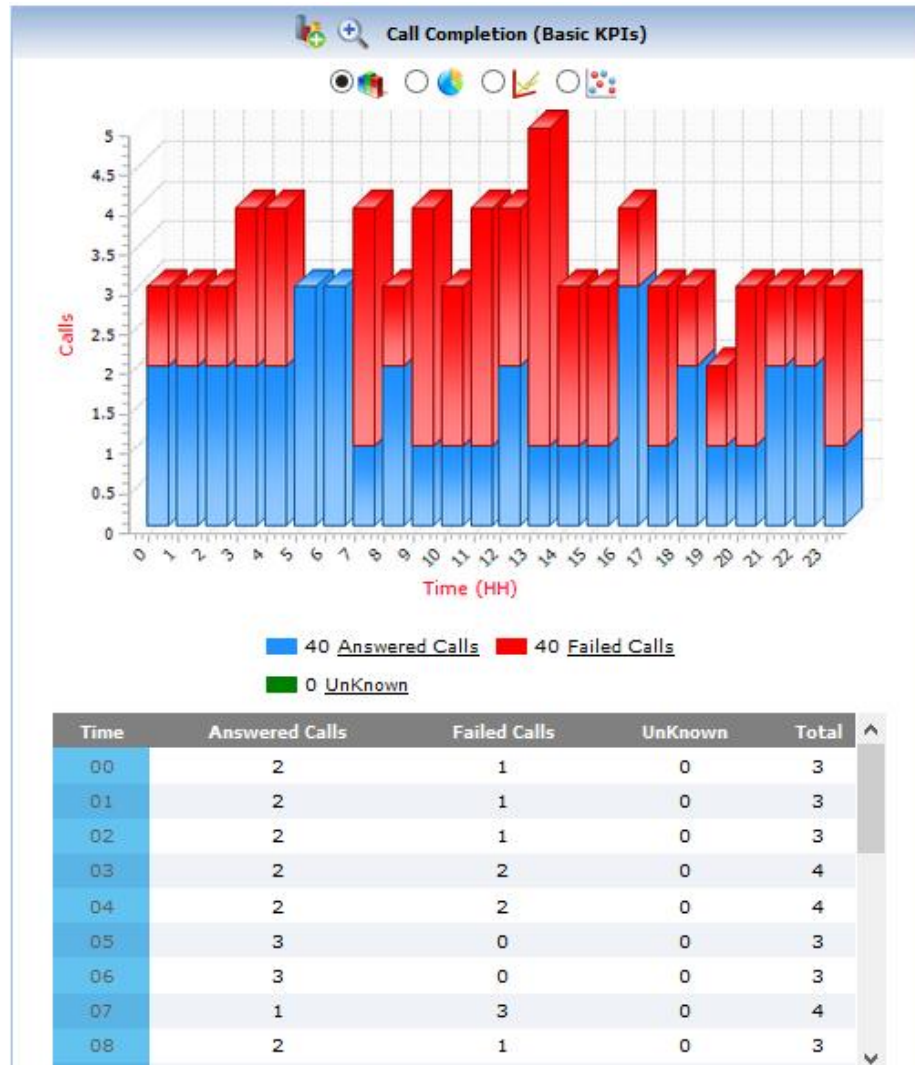 Call Completion (Basic KPIs)
5
4.5
4
3.5
3
2.5
2
1.5
1
0.5
0
Calls
0 1 2 3 4 5 6 7 8 9 10 11 12 13 14 15 16 17 18 19 20 21 22 23
Time (HH)
40 Answered Calls 40 Failed Calls
0 UnKnown
Time Answered Calls Failed Calls UnKnown Total
00 2 1 0 3
01 2 1 0 3
02 2 1 0 3
03 2 2 0 4
04 2 2 0 4
05 3 0 0 3
06 3 0 0 3
07 1 3 0 4
08 2 1 0 3